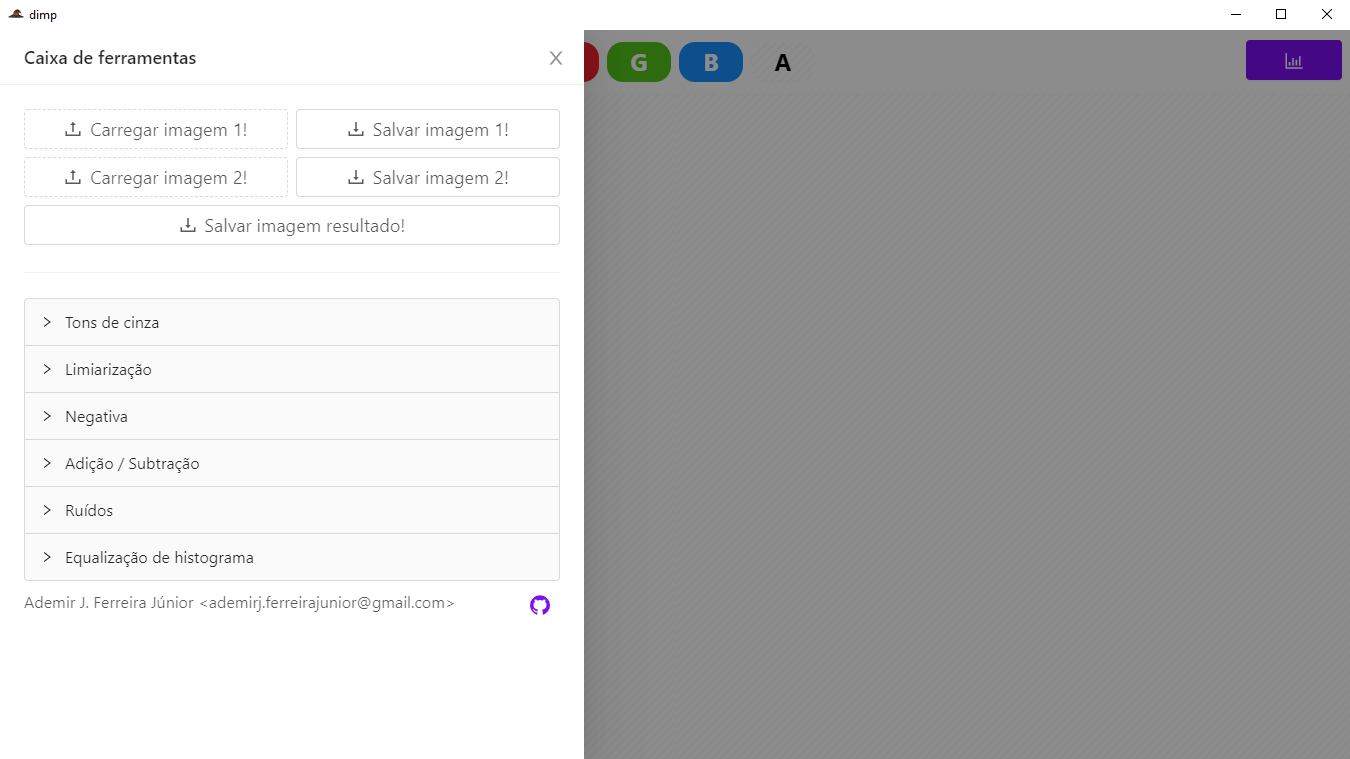 dimp
Caixa de ferramentas
G B A
Carregar imagem 1! Salvar imagem 1!
Carregar imagem 2! Salvar imagem 2!
Salvar imagem resultado!
Tons de cinza
Limiarização
Negativa
Adição / Subtração
Ruídos
Equalização de histograma
Ademir J. Ferreira Júnior <ademirj.ferreirajunior@gmail.com>